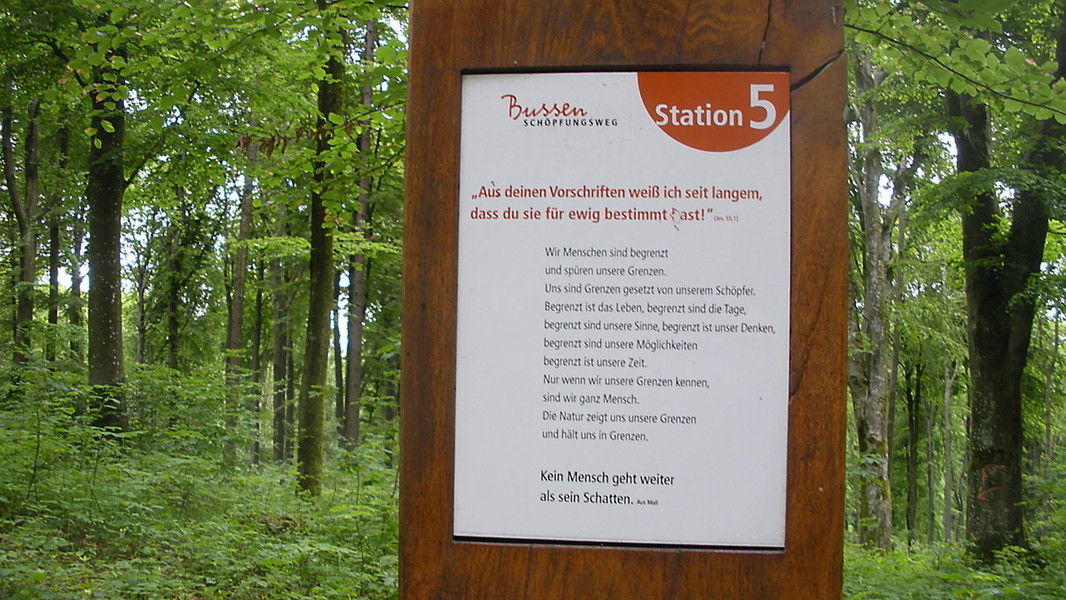 Bussen
SCHÖPFUNGSWEG
Station 5
„Aus deinen Vorschriften weiß ich seit langem,
dass du sie für ewig bestimmt hast!“
Wir Menschen sind begrenzt
und spüren unsere Grenzen.
Uns sind Grenzen gesetzt von unserem Schöpfer.
Begrenzt ist das Leben, begrenzt sind die Tage,
begrenzt sind unsere Sinne, begrenzt ist unser Denken,
begrenzt sind unsere Möglichkeiten
begrenzt ist unsere Zeit.
Nur wenn wir unsere Grenzen kennen,
sind wir ganz Mensch.
Die Natur zeigt uns unsere Grenzen
und hält uns in Grenzen.
Kein Mensch geht weiter
als sein Schatten. Aus Mali